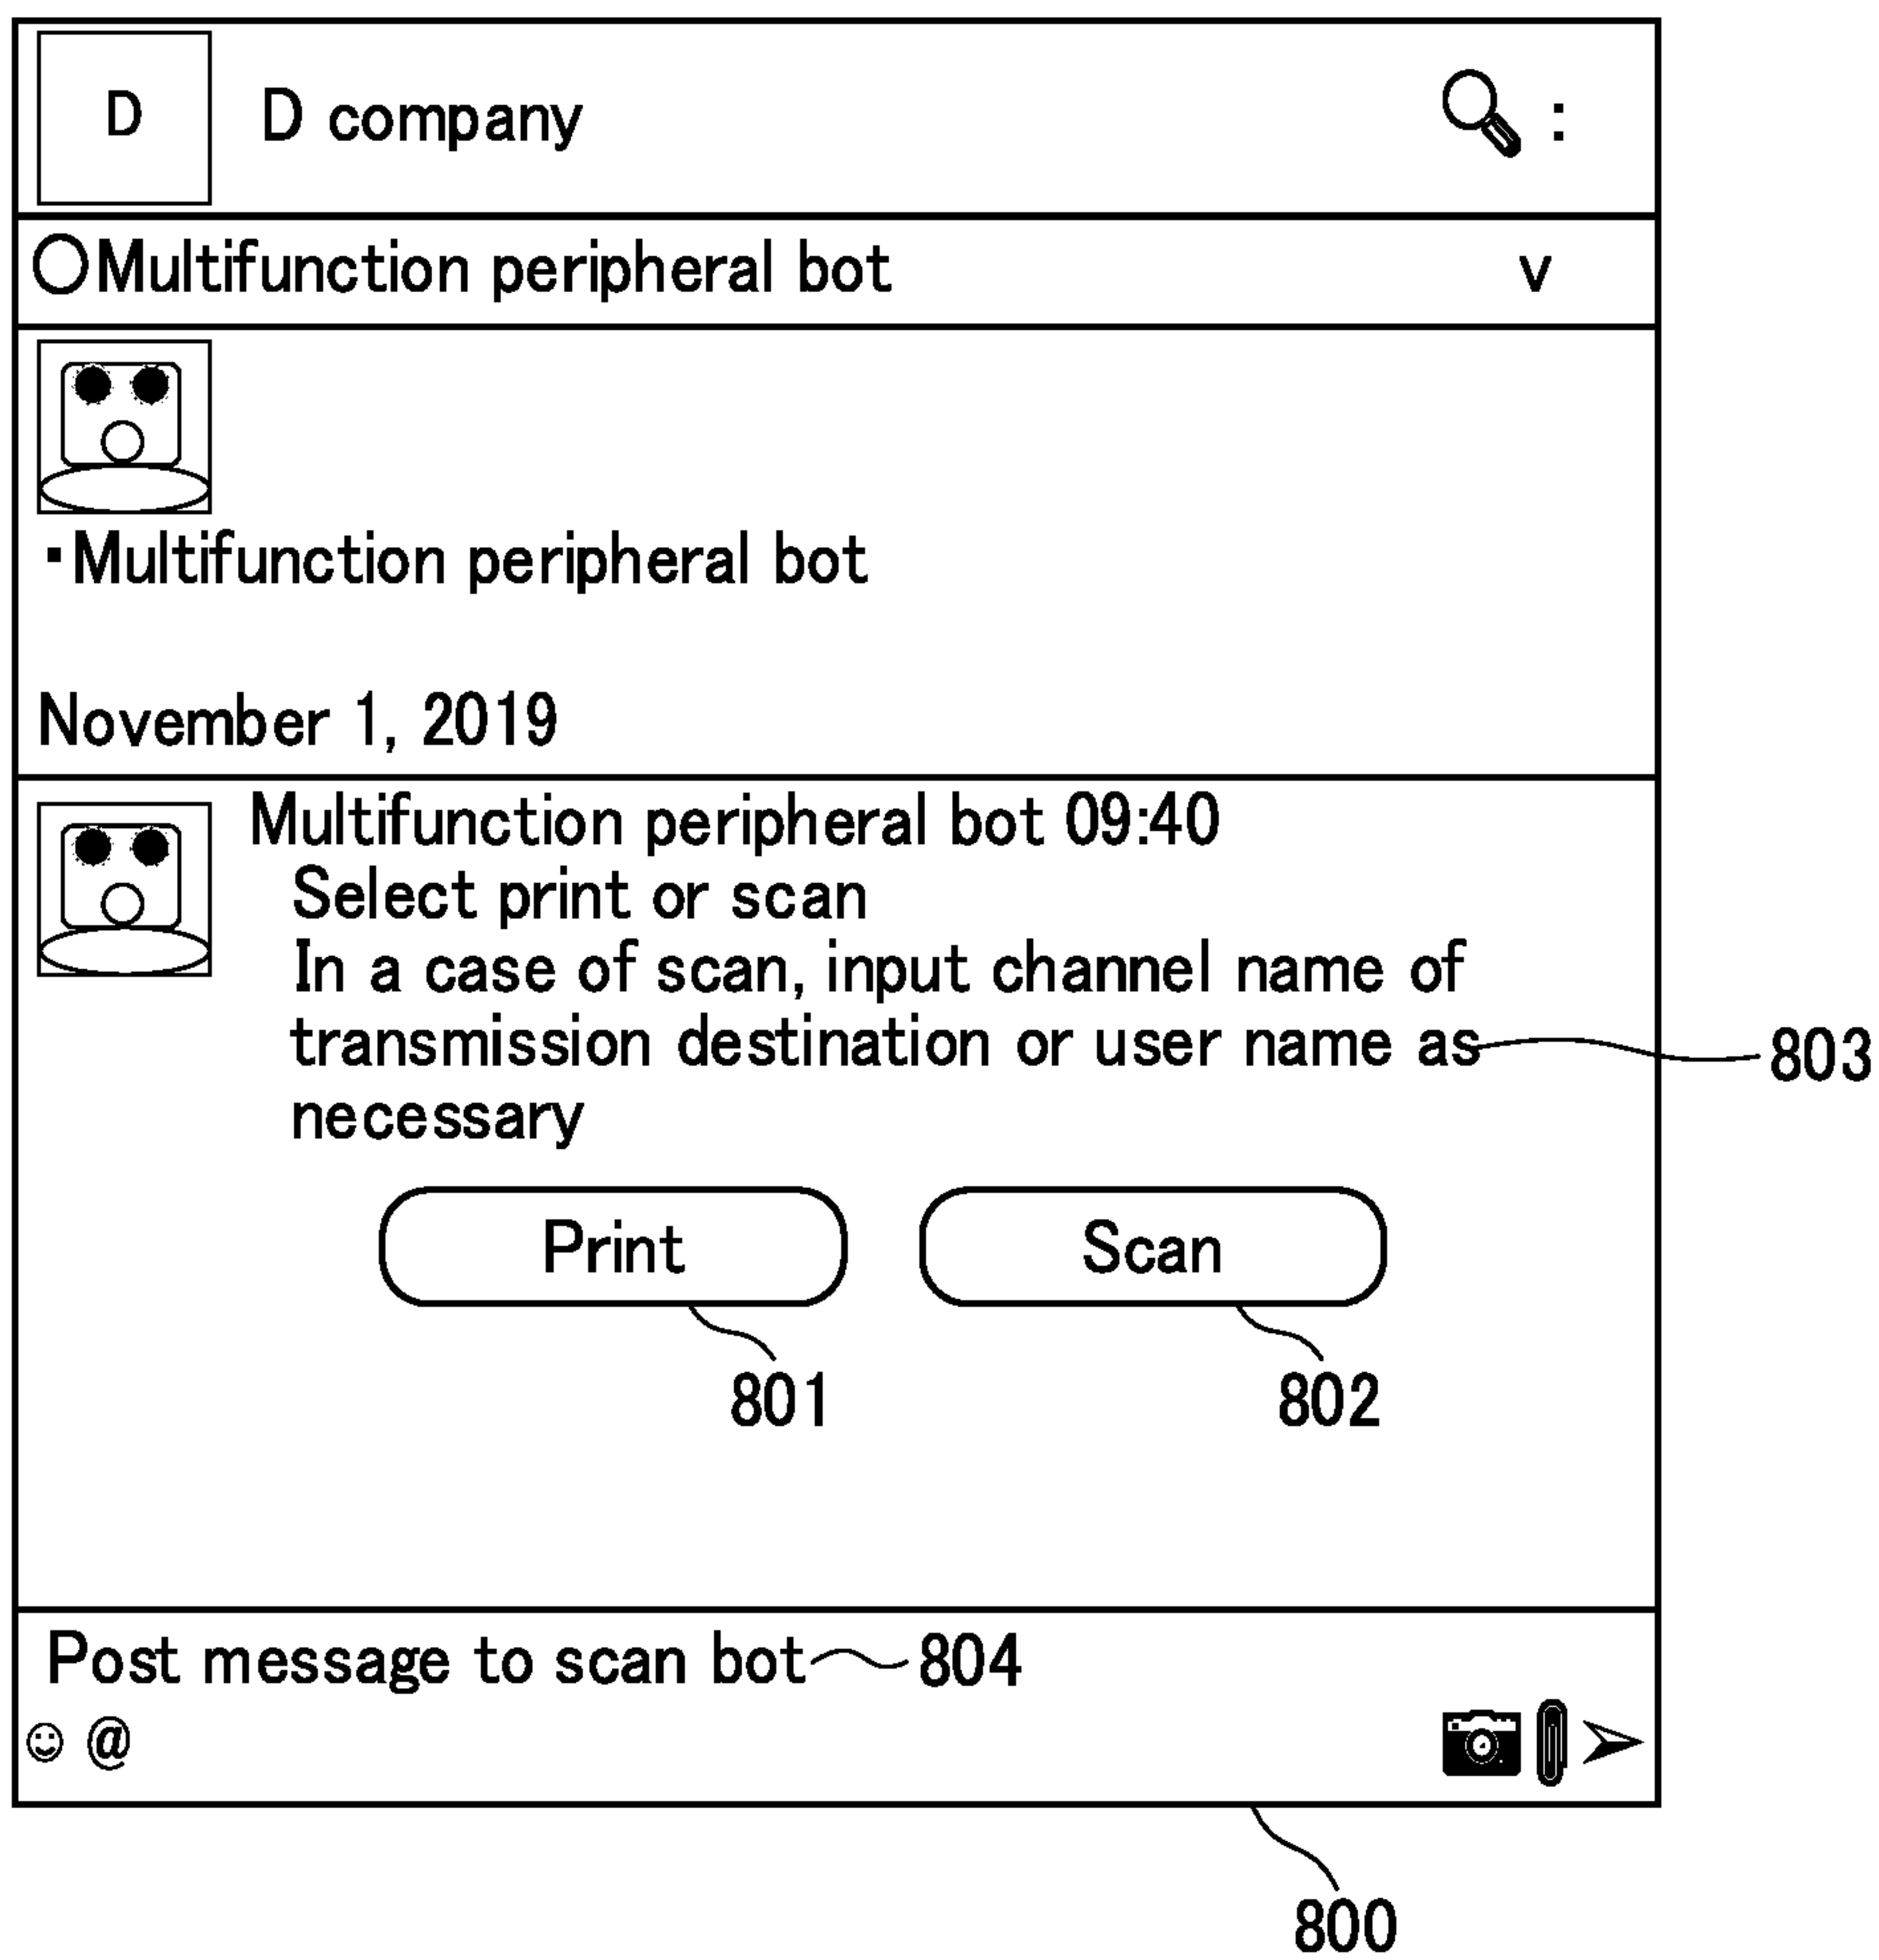 D D company :
Multifunction peripheral bot v
・Multifunction peripheral bot
November 1, 2019
Multifunction peripheral bot 09:40
Select print or scan
In a case of scan, input channel name of
transmission destination or user name as
803
necessary
Print Scan
801 802
Post message to scan bot 804
@
800